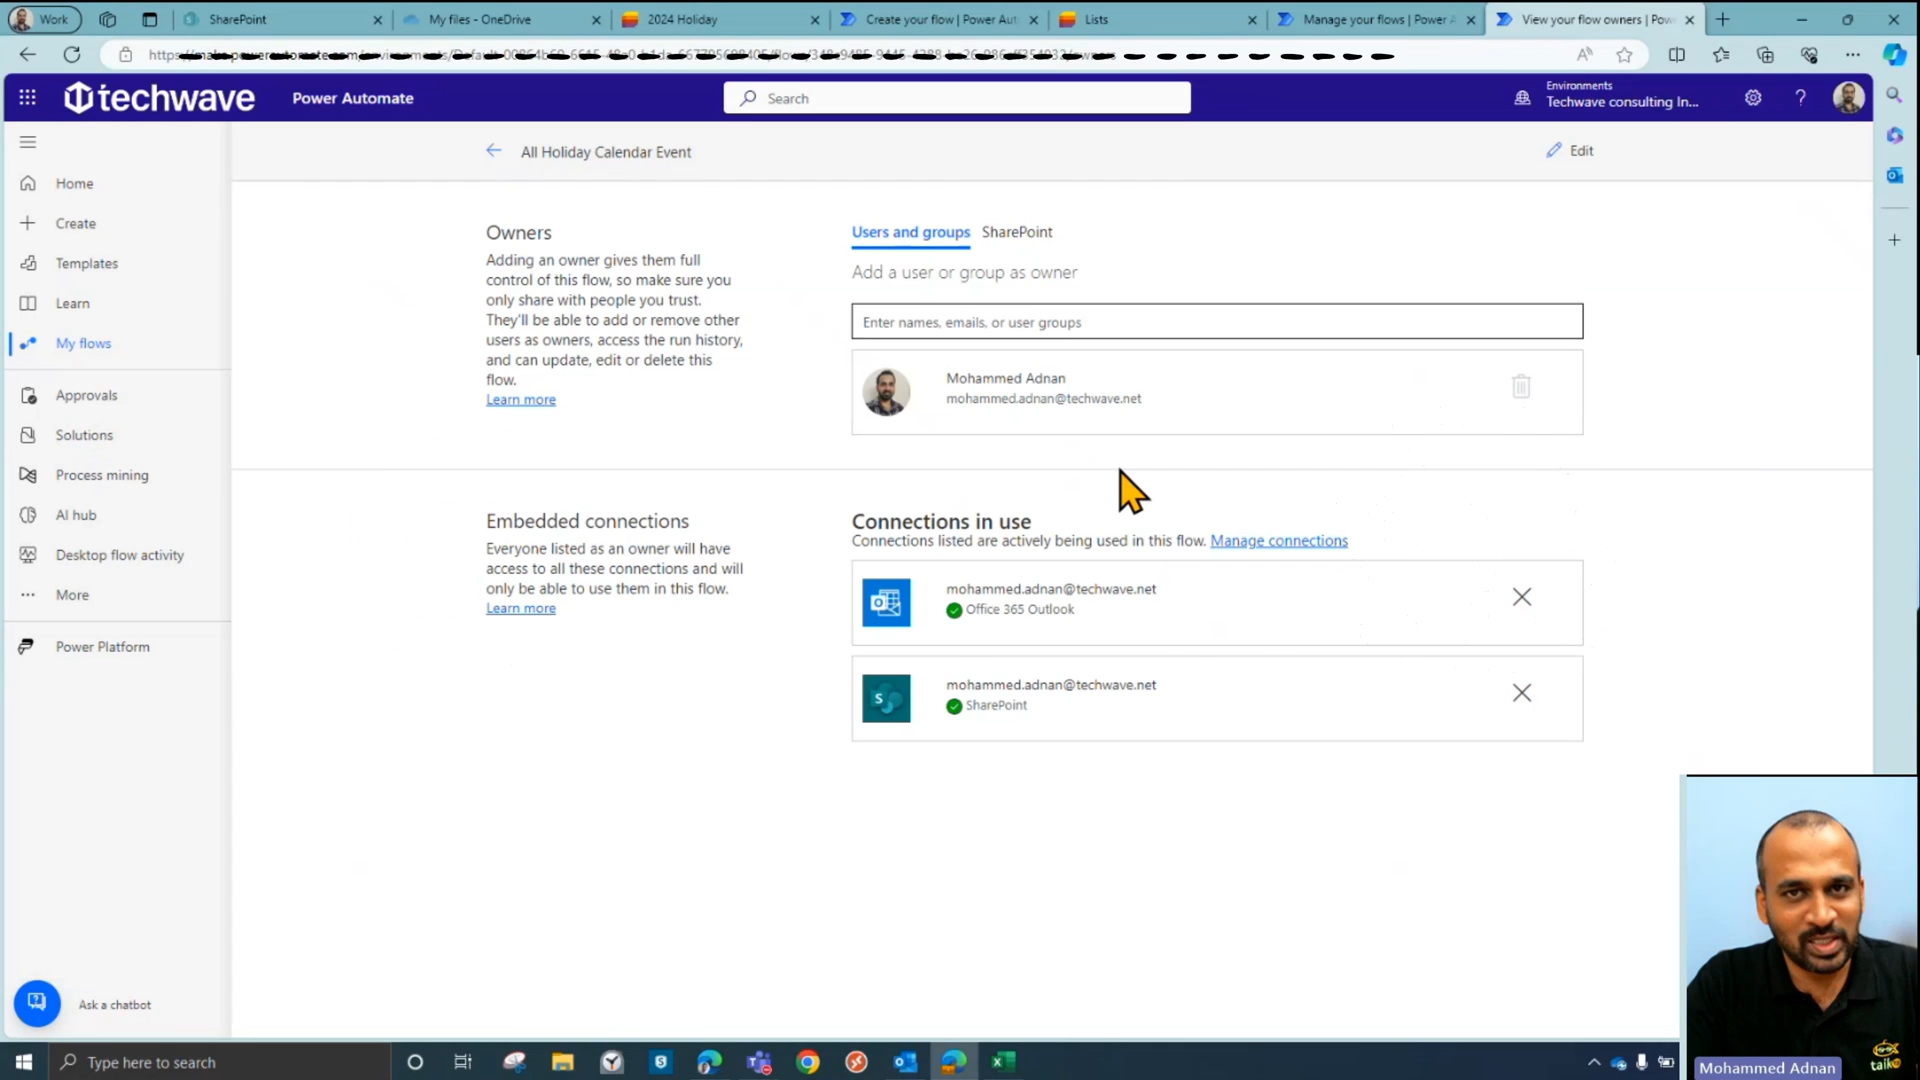 Work
SharePoint
My files - OneDrive
2024 Holiday
Create your flow | Power Aut
Lists
Manage your flows | Power A
View your flow owners | Pow
techwave
Power Automate
Search
Environments
Techwave consulting In...
All Holiday Calendar Event
Edit
Home
Create
Templates
Learn
My flows
Approvals
Solutions
Process mining
AI hub
Desktop flow activity
More
Power Platform
Ask a chatbot
Owners
Adding an owner gives them full
control of this flow, so make sure you
only share with people you trust.
They'll be able to add or remove other
users as owners, access the run history,
and can update, edit or delete this
flow.
Learn more
Users and groups
SharePoint
Add a user or group as owner
Enter names, emails, or user groups
Mohammed Adnan
mohammed.adnan@techwave.net
Embedded connections
Everyone listed as an owner will have
access to all these connections and will
only be able to use them in this flow.
Learn more
Connections in use
Connections listed are actively being used in this flow. Manage connections
mohammed.adnan@techwave.net
Office 365 Outlook
mohammed.adnan@techwave.net
SharePoint
Type here to search
Mohammed Adnan